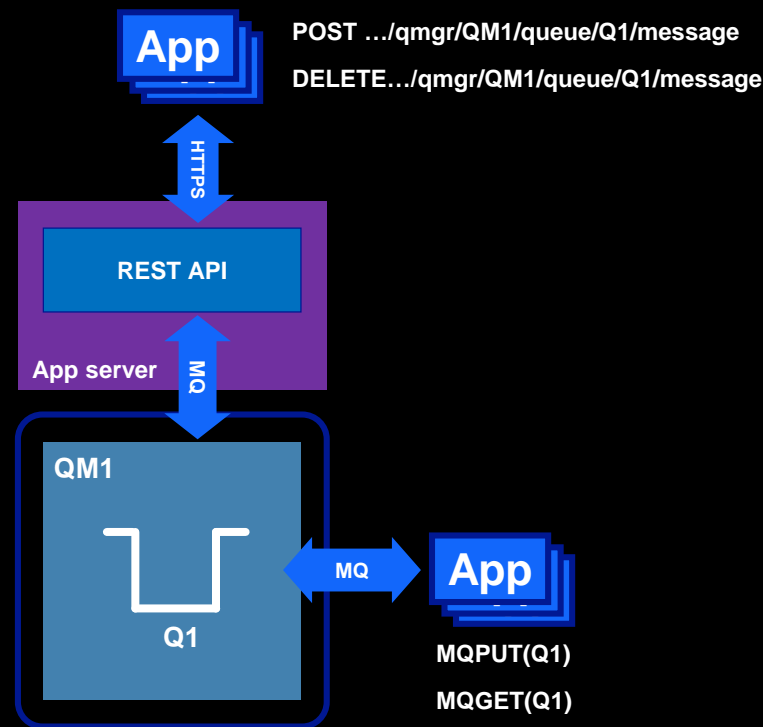 App
POST …/qmgr/QM1/queue/Q1/message
DELETE…/qmgr/QM1/queue/Q1/message
HTTPS
REST API
App server
MQ
QM1
Q1
MQ
App
MQPUT(Q1)
MQGET(Q1)